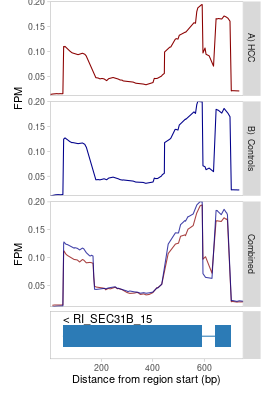 0.20
0.15
0.10
0.05
FPM
A) HCC
0.20
0.15
0.10
0.05
FPM
B) Controls
0.20
0.15
0.10
0.05
FPM
Combined
< RI_SEC31B_15
200
400
600
Distance from region start (bp)